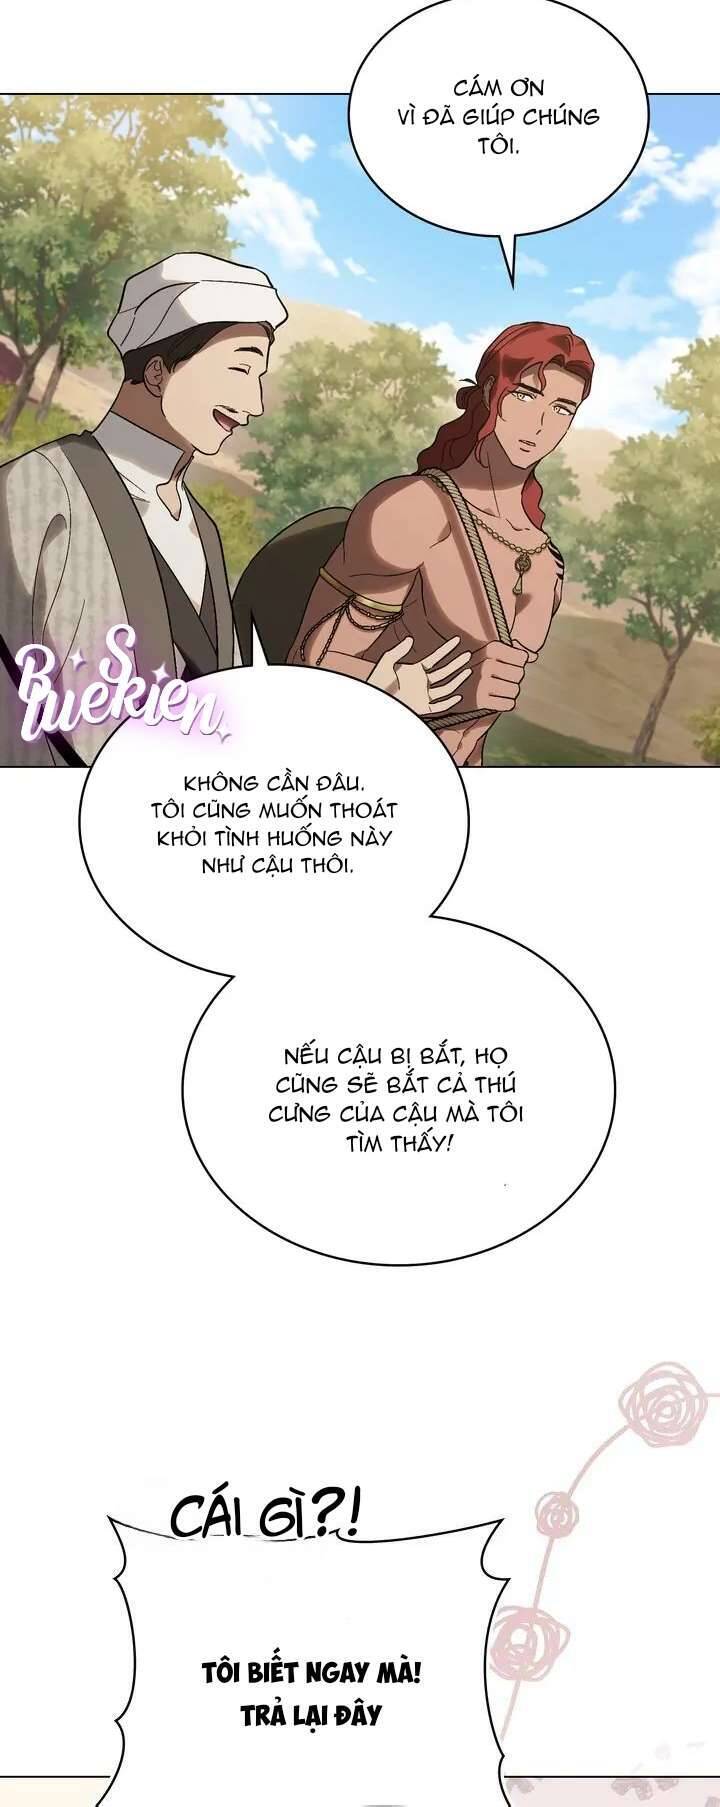 CÁM ƠN
VÌ ĐÃ GIÚP CHÚNG
TÔI.
B.S
luekien
KHÔNG CẦN ĐÂU.
TÔI CŨNG MUỐN THOÁT
KHỎI TÌNH HUỐNG NÀY
NHƯ CẬU THÔI.
NẾU CẬU BỊ BẮT, HỌ
CŨNG SẼ BẮT CẢ THÚ
CƯNG CỦA CẬU MÀ TÔI
TÌM THẤY!
CÁI GÌ?!
TÔI BIẾT NGAY MÀ!
TRẢ LẠI ĐÂY